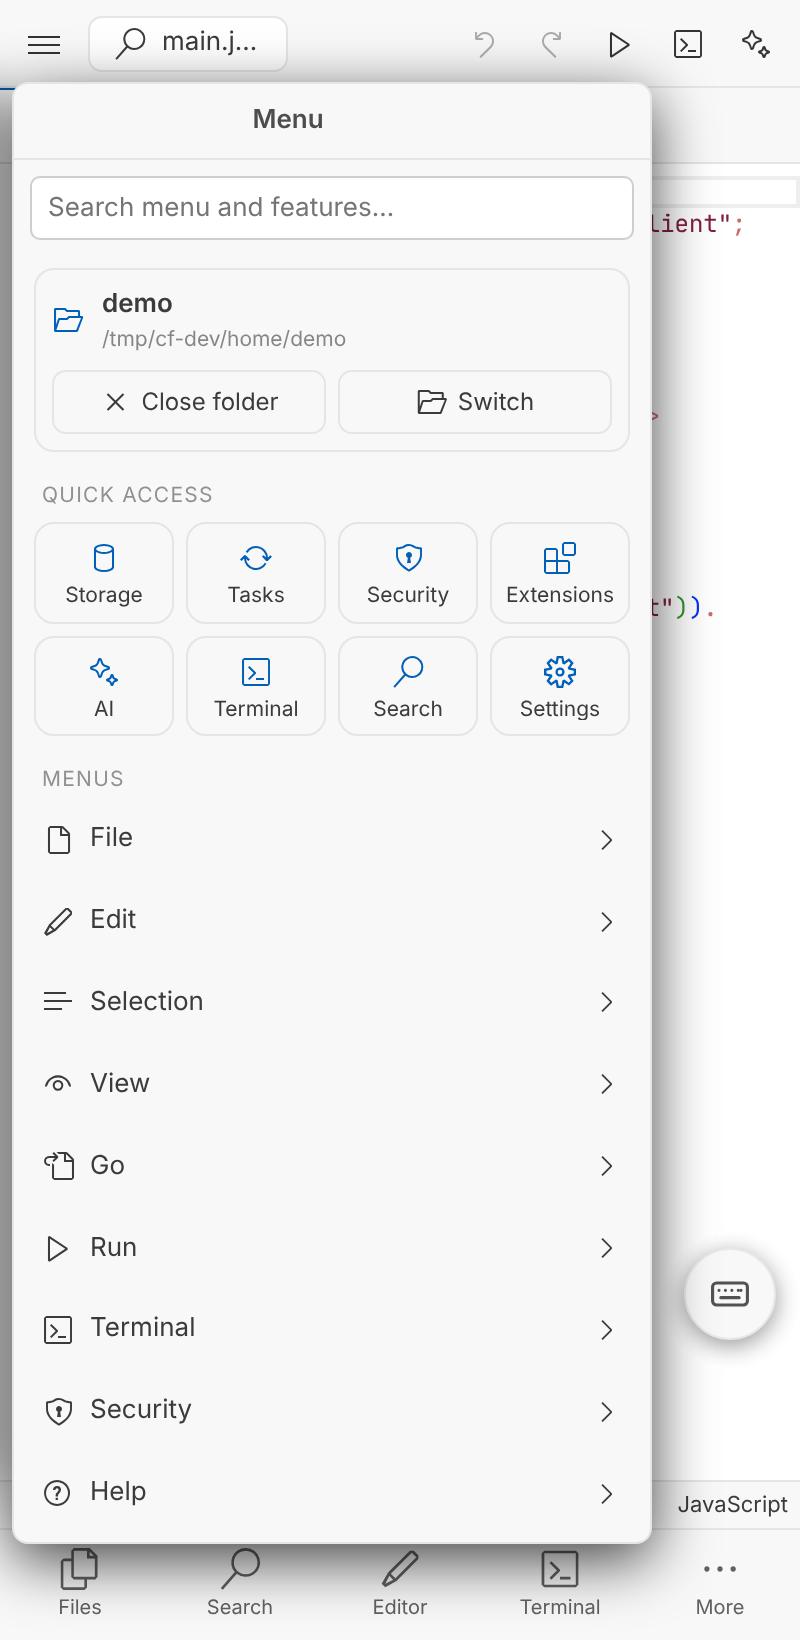 main.j...
Menu
Search menu and features...
lient";
demo
/tmp/cf-dev/home/demo
Close folder
Switch
>
QUICK ACCESS
Storage
Tasks
Security
Extensions
t")).
AI
Terminal
Search
Settings
MENUS
File
Edit
Selection
View
Go
Run
Terminal
Security
Help
JavaScript
Files
Search
Editor
Terminal
More